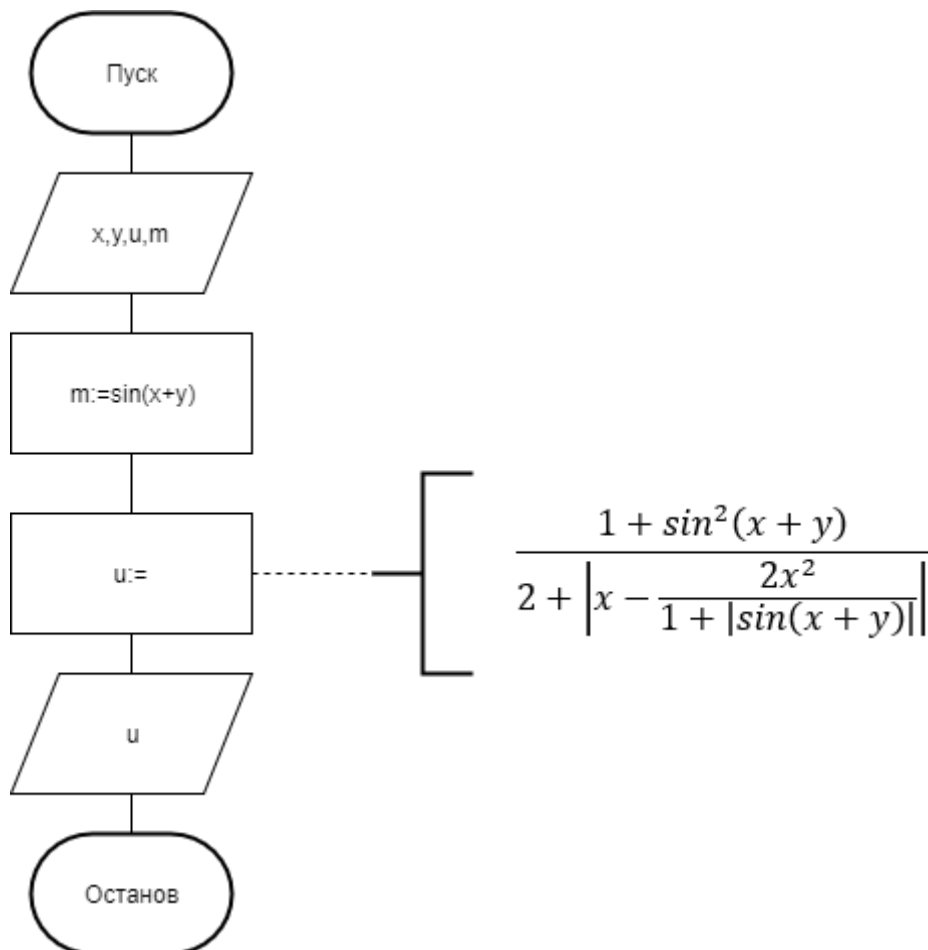 Пуск
x,y,u,m
m:=sin(x+y)
u:=
1 + sin²(x + y)
2 + |x − 2x² / 1 + |sin(x + y)||
u
Останов